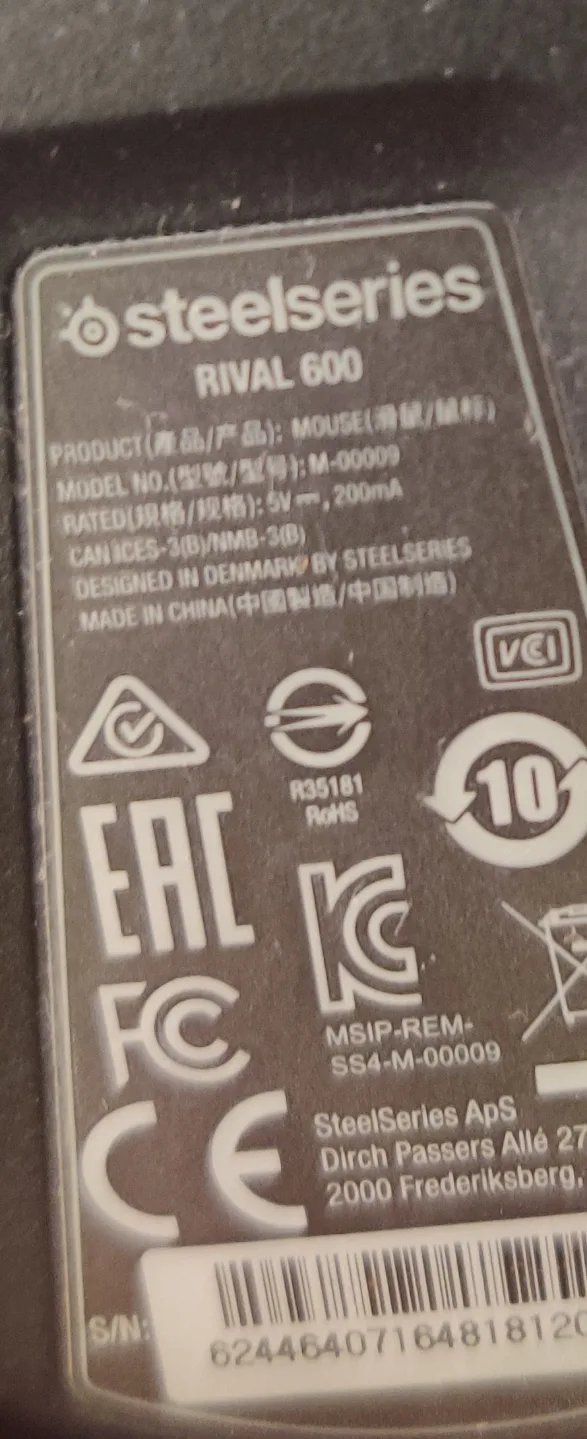 steelseries
RIVAL 600
PRODUCT(產品/产品): MOUSE(滑鼠/鼠标)
MODEL NO.(型號/型号): M-00009
RATED(規格/规格): 5V⎓, 200mA
CAN ICES-3(B)/NMB-3(B)
DESIGNED IN DENMARK BY STEELSERIES
MADE IN CHINA(中國製造/中国制造)
VCCI
R35181
RoHS
10
EAC
KC
FC
MSIP-REM-
SS4-M-00009
CE
SteelSeries ApS
Dirch Passers Allé 27
2000 Frederiksberg,
S/N:
62446407164818120